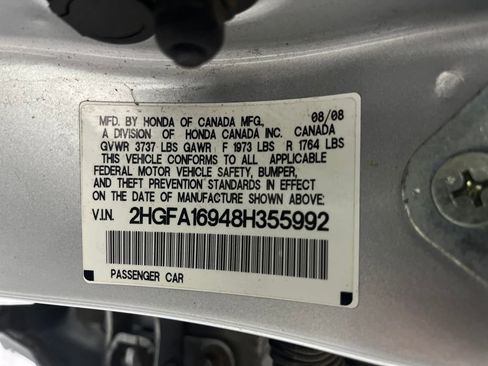 MFD. BY HONDA OF CANADA MFG., 08/08
A DIVISION OF HONDA CANADA INC. CANADA
GVWR 3737 LBS GAWR F 1973 LBS R 1764 LBS
THIS VEHICLE CONFORMS TO ALL APPLICABLE
FEDERAL MOTOR VEHICLE SAFETY, BUMPER,
AND THEFT PREVENTION STANDARDS IN EFFECT
ON THE DATE OF MANUFACTURE SHOWN ABOVE:
V.I.N. 2HGFA16948H355992
PASSENGER CAR